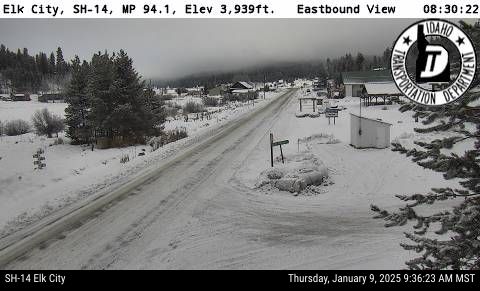 Elk City, SH-14, MP 94.1, Elev 3,939ft. Eastbound View 08:30:22
IDAHO
TRANSPORTATION DEPARTMENT
SH-14 Elk City Thursday, January 9, 2025 9:36:23 AM MST